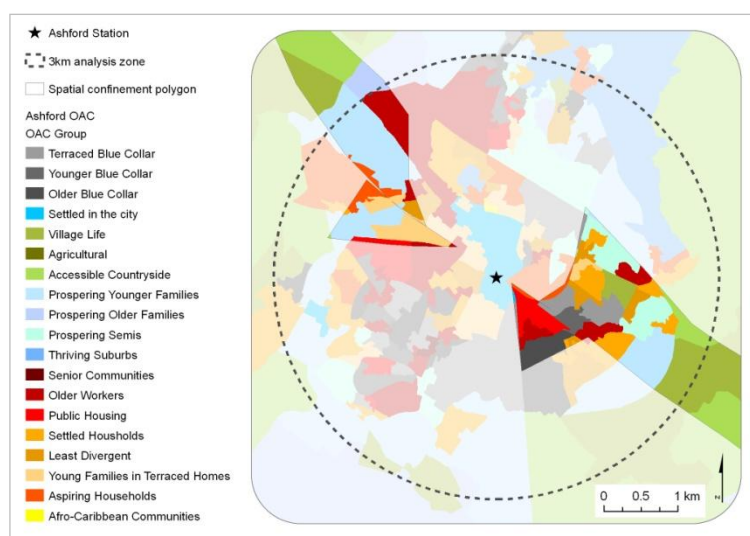 Ashford Station
3km analysis zone
Spatial confinement polygon
Ashford OAC
OAC Group
Terraced Blue Collar
Younger Blue Collar
Older Blue Collar
Settled in the city
Village Life
Agricultural
Accessible Countryside
Prospering Younger Families
Prospering Older Families
Prospering Semis
Thriving Suburbs
Senior Communities
Older Workers
Public Housing
Settled Housholds
Least Divergent
Young Families in Terraced Homes
Aspiring Households
Afro-Caribbean Communities
0 0.5 1 km
z